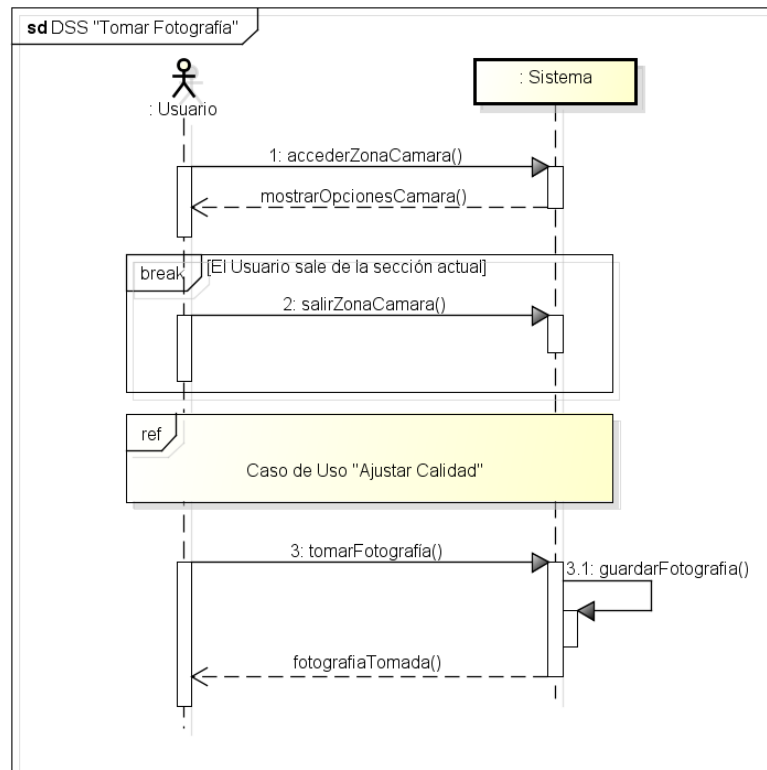 sd DSS "Tomar Fotografía"
: Usuario
: Sistema
1: accederZonaCamara()
mostrarOpcionesCamara()
break
[El Usuario sale de la sección actual]
2: salirZonaCamara()
ref
Caso de Uso "Ajustar Calidad"
3: tomarFotografía()
3.1: guardarFotografia()
fotografiaTomada()